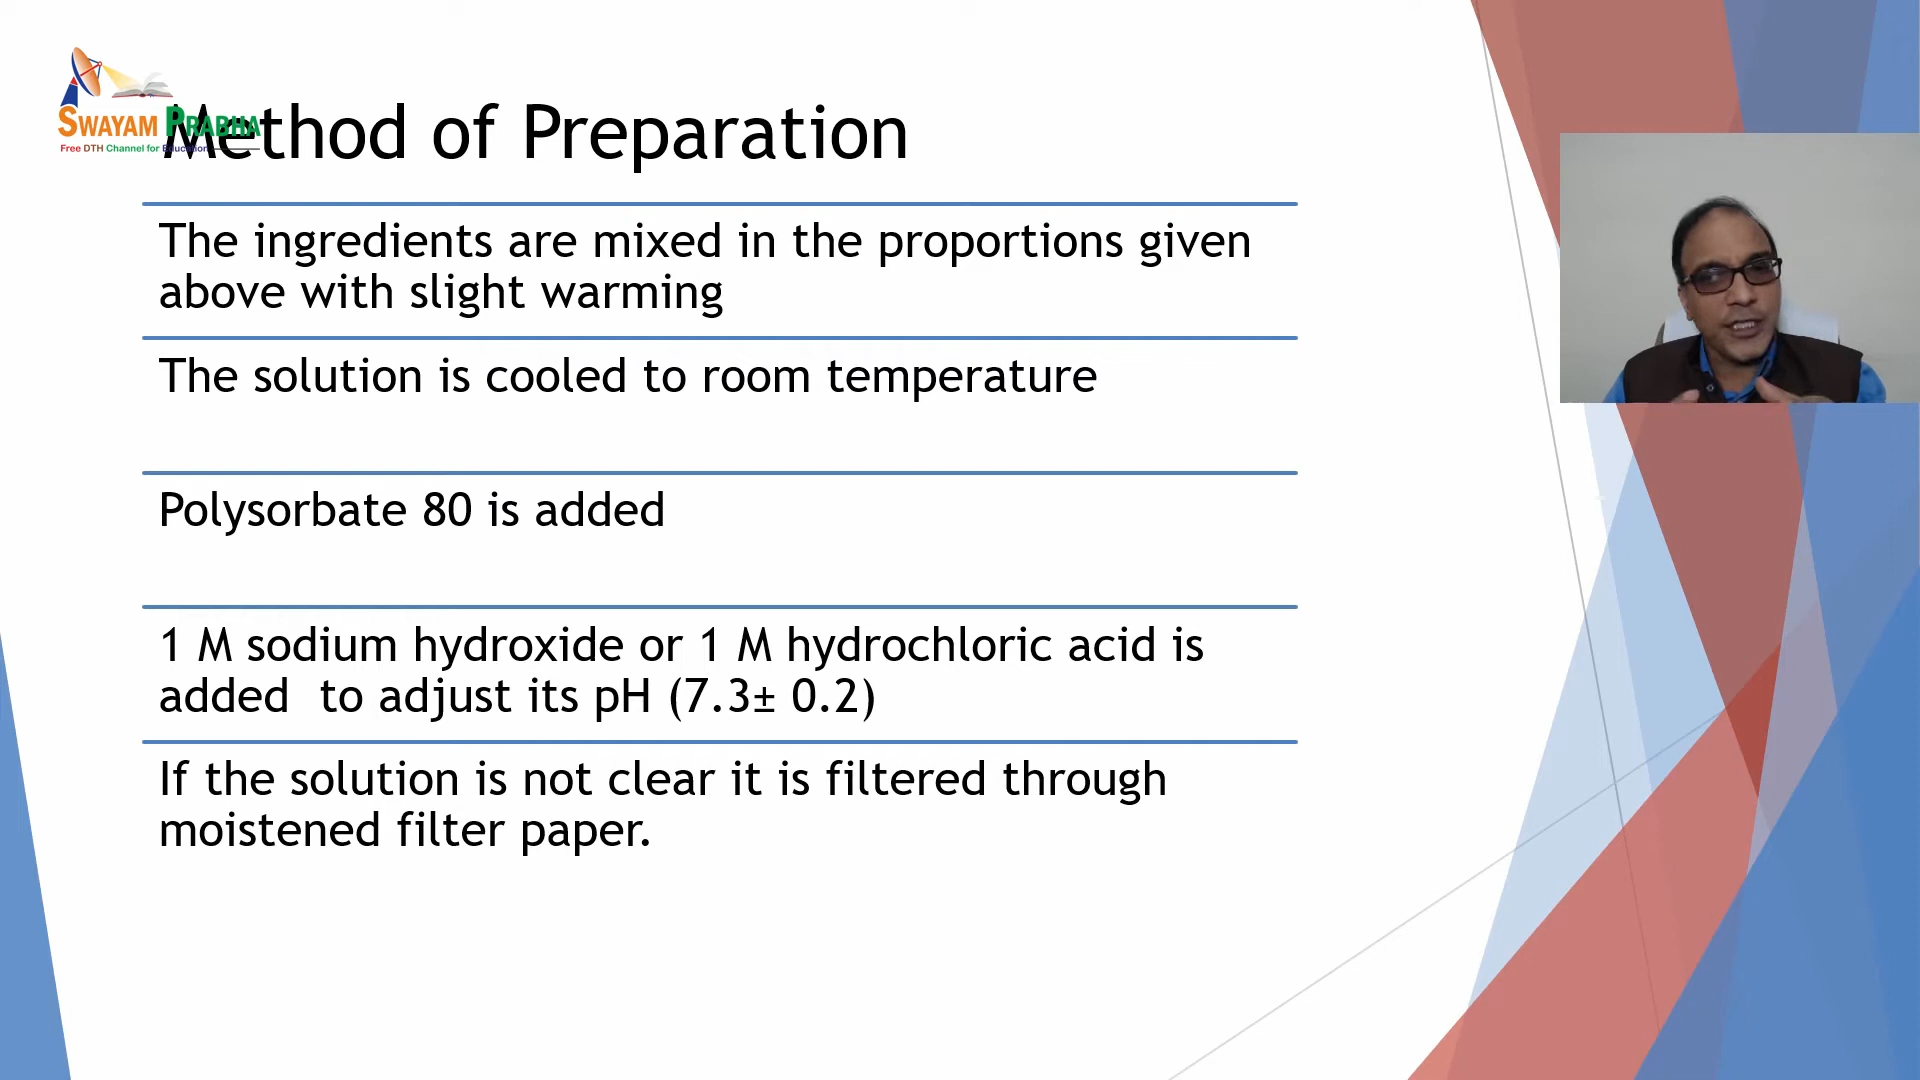 SWAYAM PRABHA
Free DTH Channel for Education
Method of Preparation
The ingredients are mixed in the proportions given
above with slight warming
The solution is cooled to room temperature
Polysorbate 80 is added
1 M sodium hydroxide or 1 M hydrochloric acid is
added  to adjust its pH (7.3± 0.2)
If the solution is not clear it is filtered through
moistened filter paper.